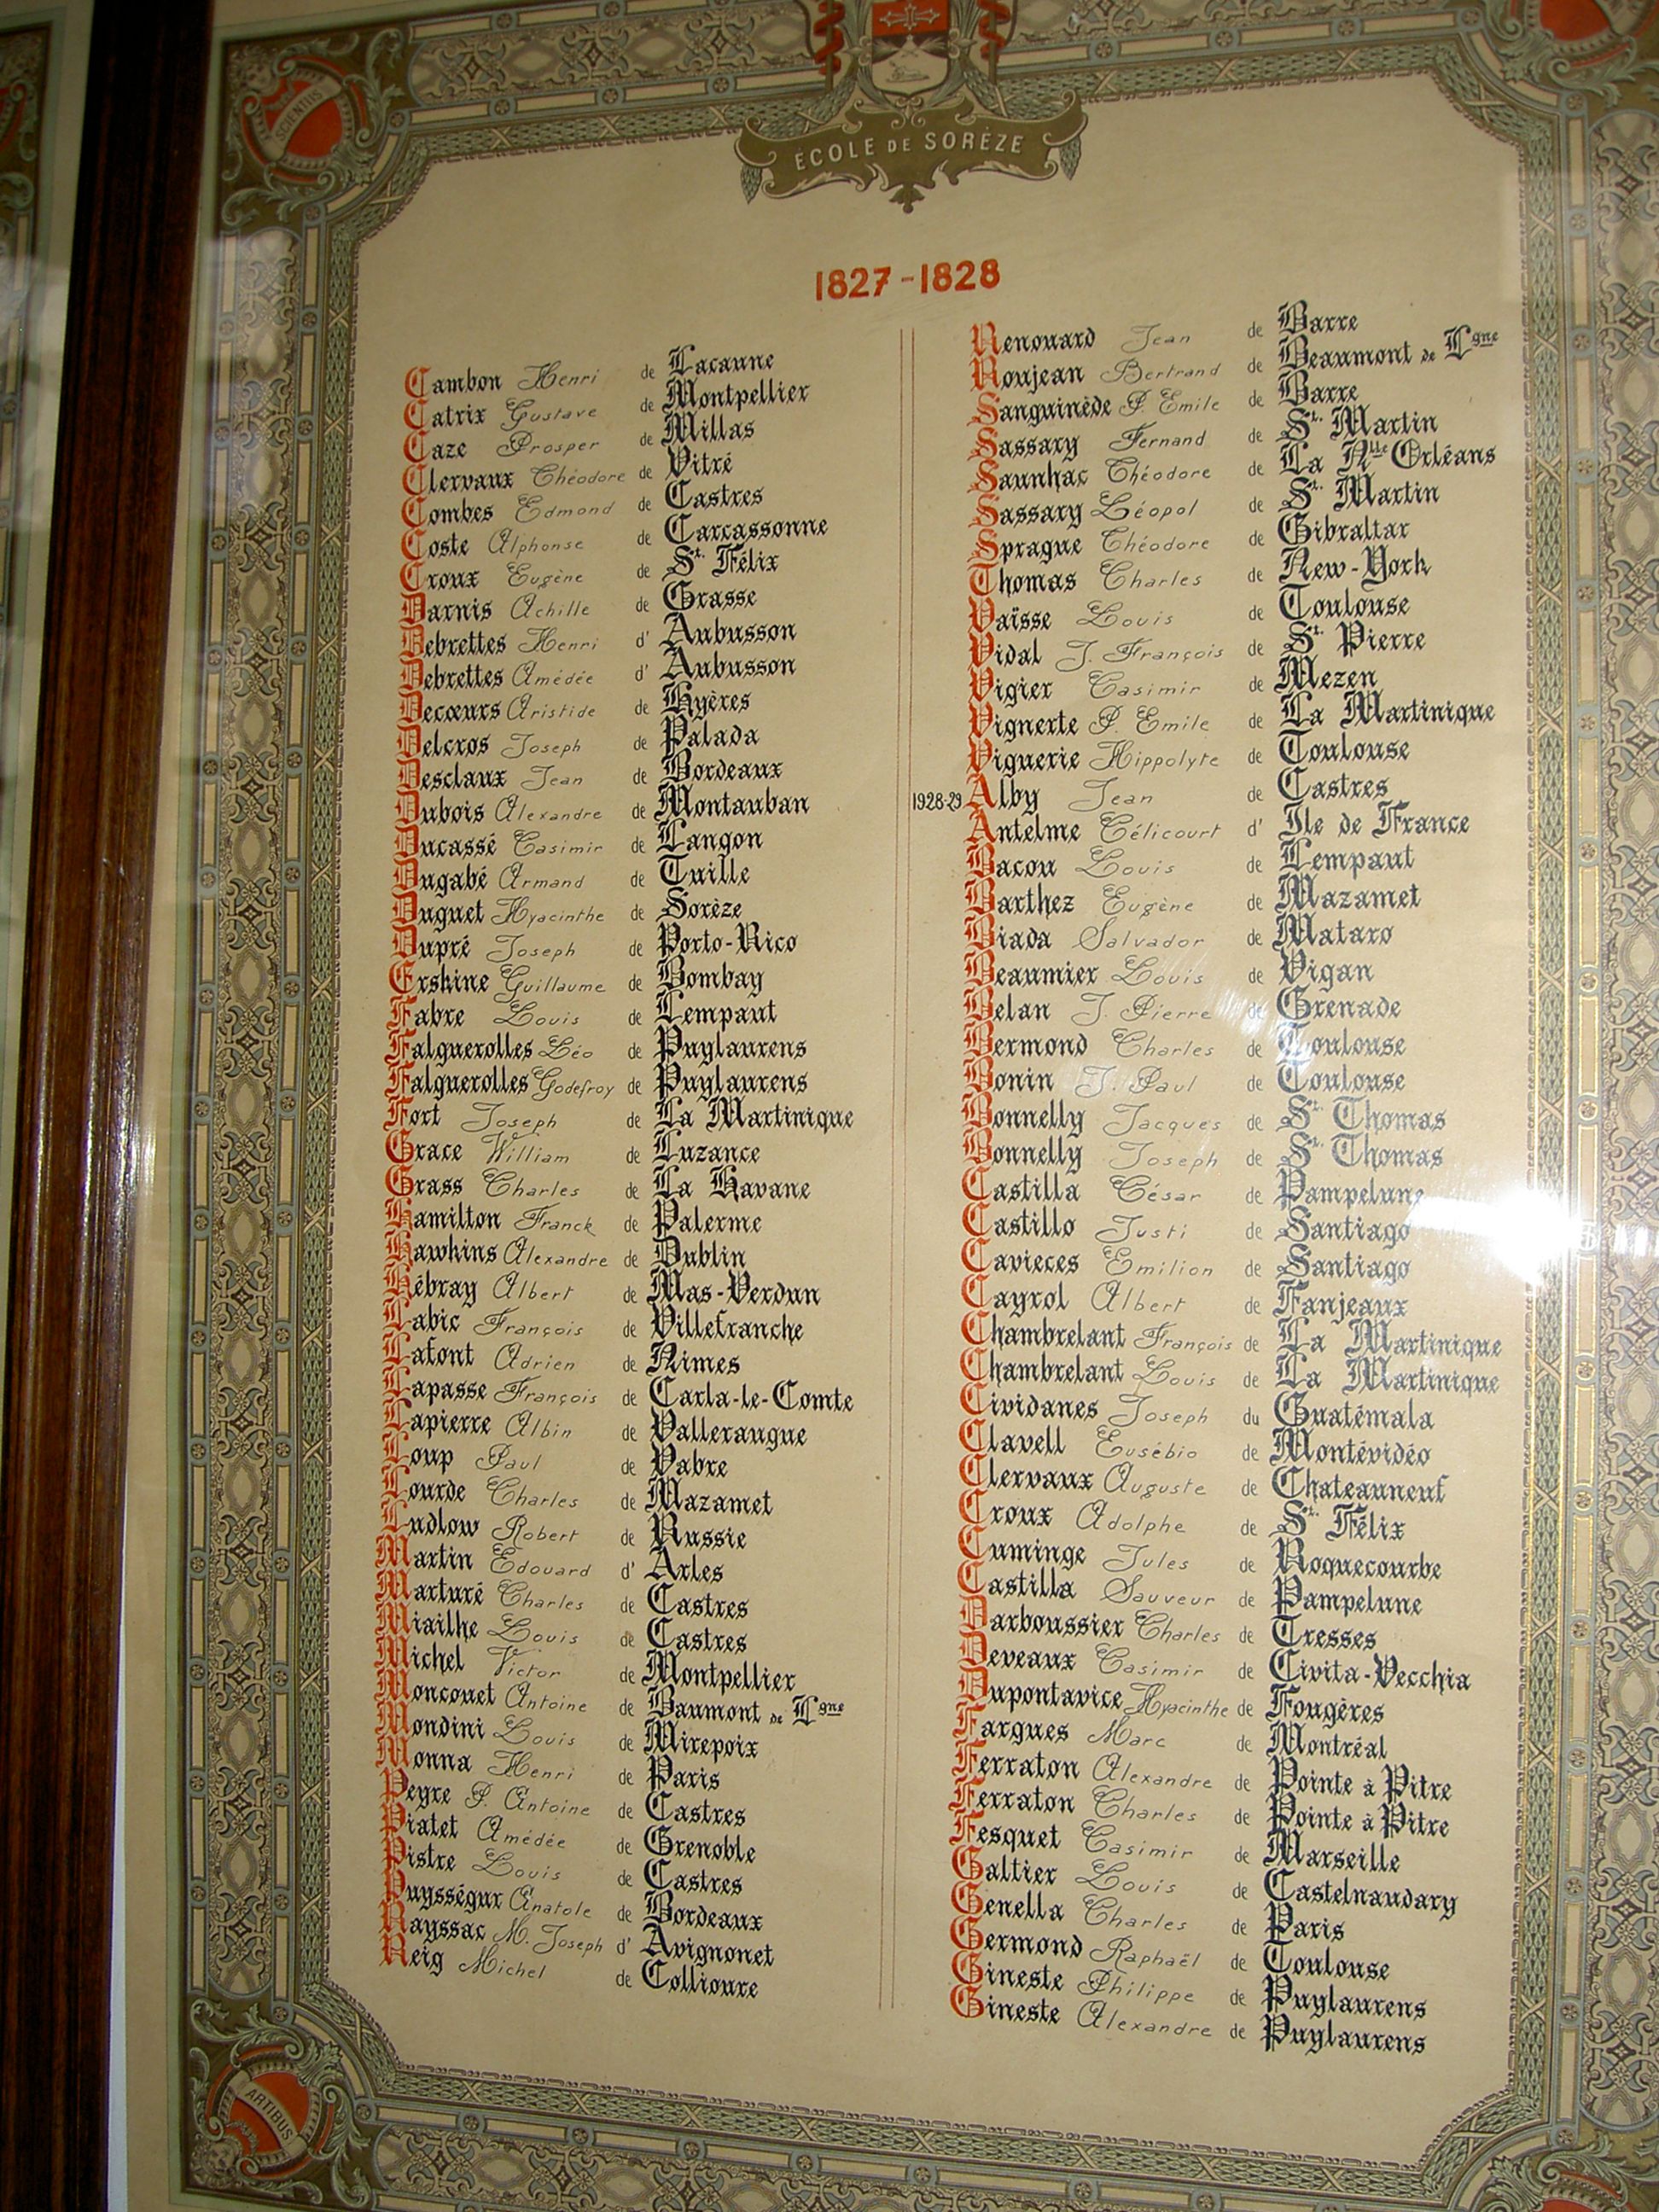 SCIENTIIS
ÉCOLE DE SORÈZE
1827-1828
Cambon Henri de Lacaune
Catrix Gustave de Montpellier
Caze Prosper de Millas
Clervaux Théodore de Vitré
Combes Edmond de Castres
Coste Alphonse de Carcassonne
Croux Eugène de St. Félix
Darnis Achille de Grasse
Debrettes Henri d' Aubusson
Debrettes Amédée d' Aubusson
Decœurs Aristide de Hyères
Delcros Joseph de Palada
Desclaux Jean de Bordeaux
Dubois Alexandre de Montauban
Ducassé Casimir de Langon
Dugabé Armand de Tuille
Duguet Hyacinthe de Sorèze
Dupré Joseph de Porto-Rico
Erskine Guillaume de Bombay
Fabre Louis de Lempaut
Falguerolles Léo de Puylaurens
Falguerolles Godefroy de Puylaurens
Fort Joseph de La Martinique
Grace William de Luzance
Grass Charles de La Havane
Hamilton Franck de Palerme
Hawkins Alexandre de Dublin
Hébray Albert de Mas-Verdun
Labic François de Villefranche
Lafont Adrien de Nimes
Lapasse François de Carla-le-Comte
Lapierre Albin de Valleraugue
Loup Paul de Vabre
Lourde Charles de Mazamet
Ludlow Robert de Russie
Martin Edouard d' Arles
Marturé Charles de Castres
Miailhe Louis de Castres
Michel Victor de Montpellier
Moncouet Antoine de Baumont de Lgne
Mondini Louis de Mirepoix
Monna Henri de Paris
Peyre P. Antoine de Castres
Piatet Amédée de Grenoble
Pistre Louis de Castres
Puysségur Anatole de Bordeaux
Rayssac M. Joseph d' Avignonet
Reig Michel de Collioure
Renouard Jean de Barre
Roujean Bertrand de Beaumont de Lgne
Sanguinède P. Emile de Barre
Sassary Fernand de St. Martin
Saunhac Théodore de La Nlle Orléans
Sassary Léopol de St. Martin
Sprague Théodore de Gibraltar
Thomas Charles de New-York
Vaïsse Louis de Toulouse
Vidal J. François de St. Pierre
Vigier Casimir de Mezen
Vignerte P. Emile de La Martinique
Viguerie Hippolyte de Toulouse
1928-29 Alby Jean de Castres
Antelme Célicourt d' Ile de France
Bacou Louis de Lempaut
Barthez Eugène de Mazamet
Biada Salvador de Mataro
Beaumier Louis de Vigan
Belan J. Pierre de Grenade
Bermond Charles de Toulouse
Bonin J. Paul de Toulouse
Bonnelly Jacques de St. Thomas
Bonnelly Joseph de St. Thomas
Castilla César de Pampelune
Castillo Justi de Santiago
Cavieces Emilion de Santiago
Cayrol Albert de Fanjeaux
Chambrelant François de La Martinique
Chambrelant Louis de La Martinique
Cividanes Joseph du Guatémala
Clavell Eusébio de Montévidéo
Clervaux Auguste de Chateauneuf
Croux Adolphe de St. Félix
Cuminge Jules de Roquecourbe
Castilla Sauveur de Pampelune
Darboussier Charles de Tresses
Deveaux Casimir de Civita-Vecchia
Dupontavice Hyacinthe de Fougères
Fargues Marc de Montréal
Ferraton Alexandre de Pointe à Pitre
Ferraton Charles de Pointe à Pitre
Fesquet Casimir de Marseille
Galtier Louis de Castelnaudary
Genella Charles de Paris
Germond Raphaël de Toulouse
Gineste Philippe de Puylaurens
Gineste Alexandre de Puylaurens
ARTIBUS